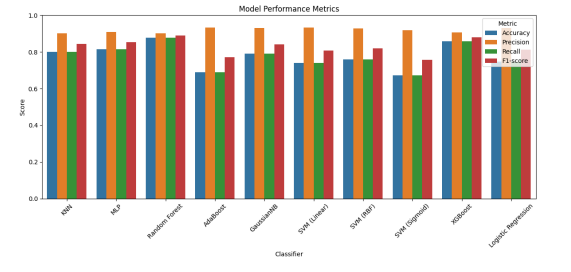 Model Performance Metrics
Metric
Accuracy
Precision
Recall
F1-score
1.0
0.8
0.6
0.4
0.2
0.0
Score
KNN
MLP
Random Forest
AdaBoost
GaussianNB
SVM (Linear)
SVM (RBF)
SVM (Sigmoid)
XGBoost
Logistic Regression
Classifier